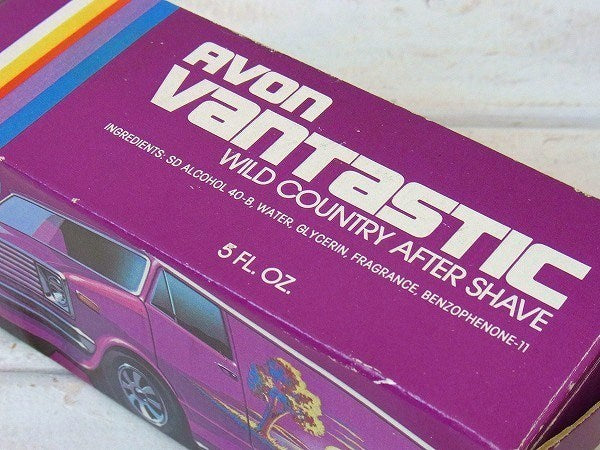 AVON
VANTASTIC
WILD COUNTRY AFTER SHAVE
INGREDIENTS: SD ALCOHOL 40-B, WATER, GLYCERIN, FRAGRANCE, BENZOPHENONE-11
5 FL. OZ.